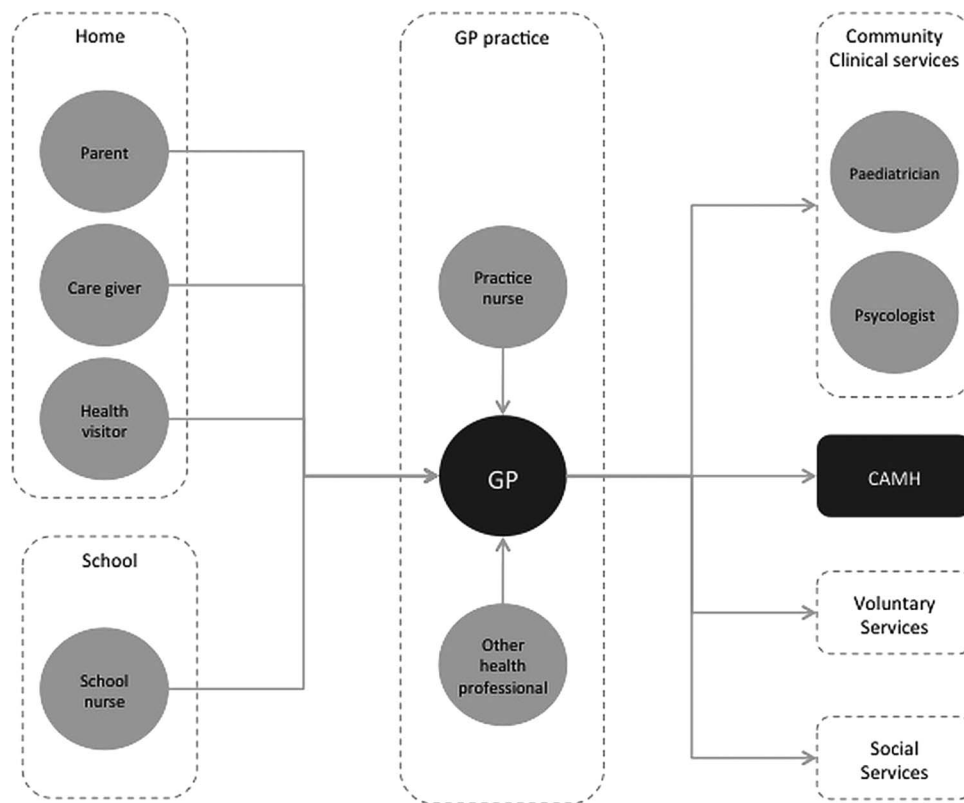 Home
Parent
Care giver
Health
visitor
School
School
nurse
GP practice
Practice
nurse
GP
Other
health
professional
Community
Clinical services
Paediatrician
Psycologist
CAMH
Voluntary
Services
Social
Services